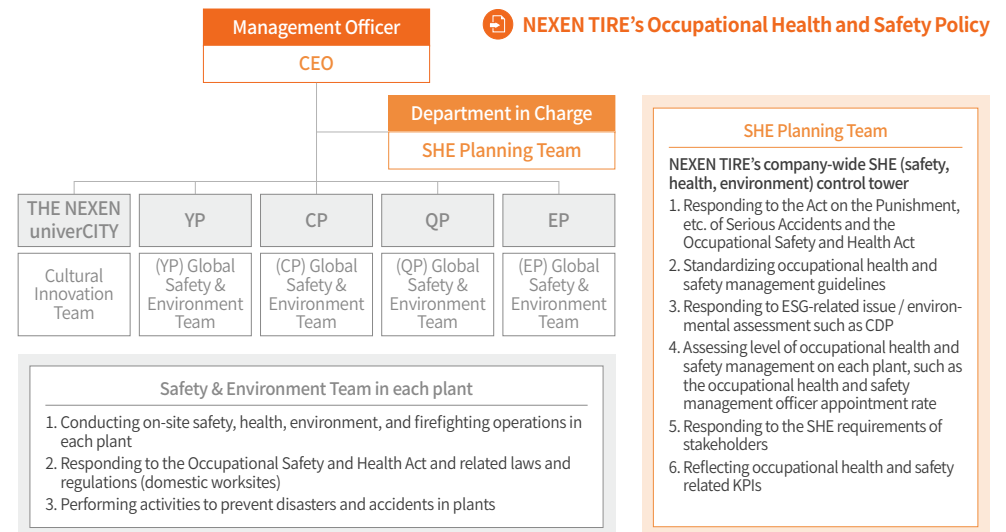 Management Officer
CEO
NEXEN TIRE’s Occupational Health and Safety Policy
Department in Charge
SHE Planning Team
THE NEXEN
univerCITY
Cultural
Innovation
Team
YP
(YP) Global
Safety &
Environment
Team
CP
(CP) Global
Safety &
Environment
Team
QP
(QP) Global
Safety &
Environment
Team
EP
(EP) Global
Safety &
Environment
Team
Safety & Environment Team in each plant
1. Conducting on-site safety, health, environment, and firefighting operations in
each plant
2. Responding to the Occupational Safety and Health Act and related laws and
regulations (domestic worksites)
3. Performing activities to prevent disasters and accidents in plants
SHE Planning Team
NEXEN TIRE’s company-wide SHE (safety,
health, environment) control tower
1. Responding to the Act on the Punishment,
etc. of Serious Accidents and the
Occupational Safety and Health Act
2. Standardizing occupational health and
safety management guidelines
3. Responding to ESG-related issue / environ-
mental assessment such as CDP
4. Assessing level of occupational health and
safety management on each plant, such as
the occupational health and safety
management officer appointment rate
5. Responding to the SHE requirements of
stakeholders
6. Reflecting occupational health and safety
related KPIs